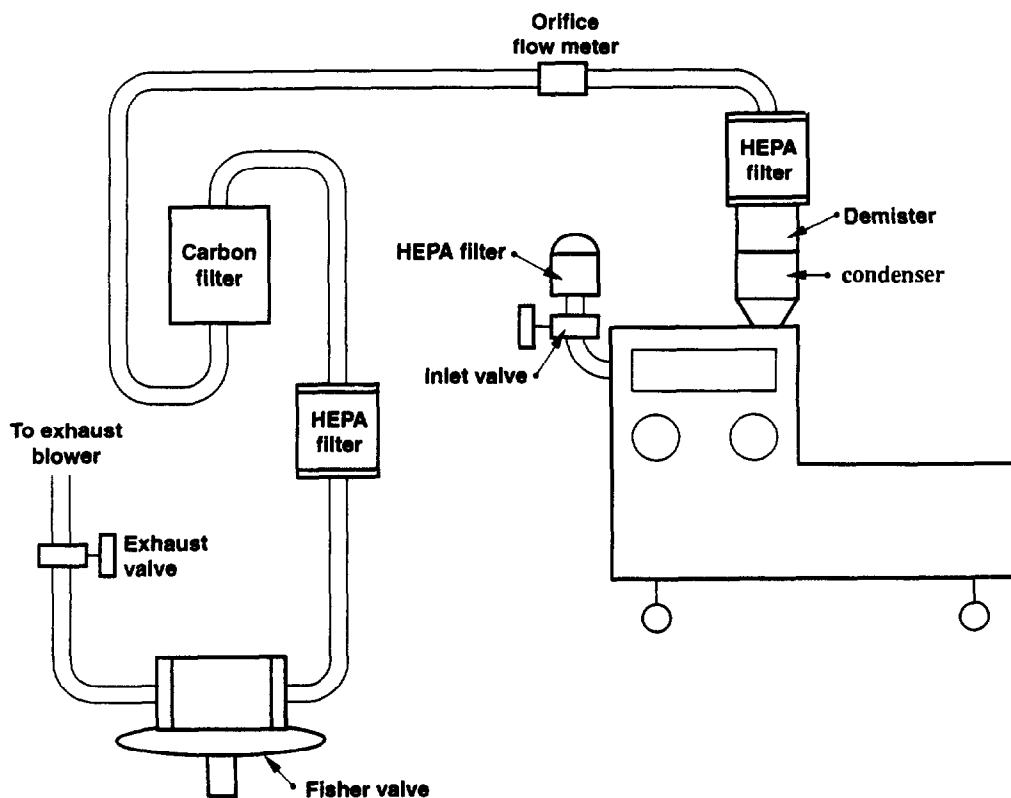 Orifice
flow meter
HEPA
filter
Demister
condenser
HEPA filter
Inlet valve
Carbon
filter
HEPA
filter
To exhaust
blower
Exhaust
valve
Fisher valve